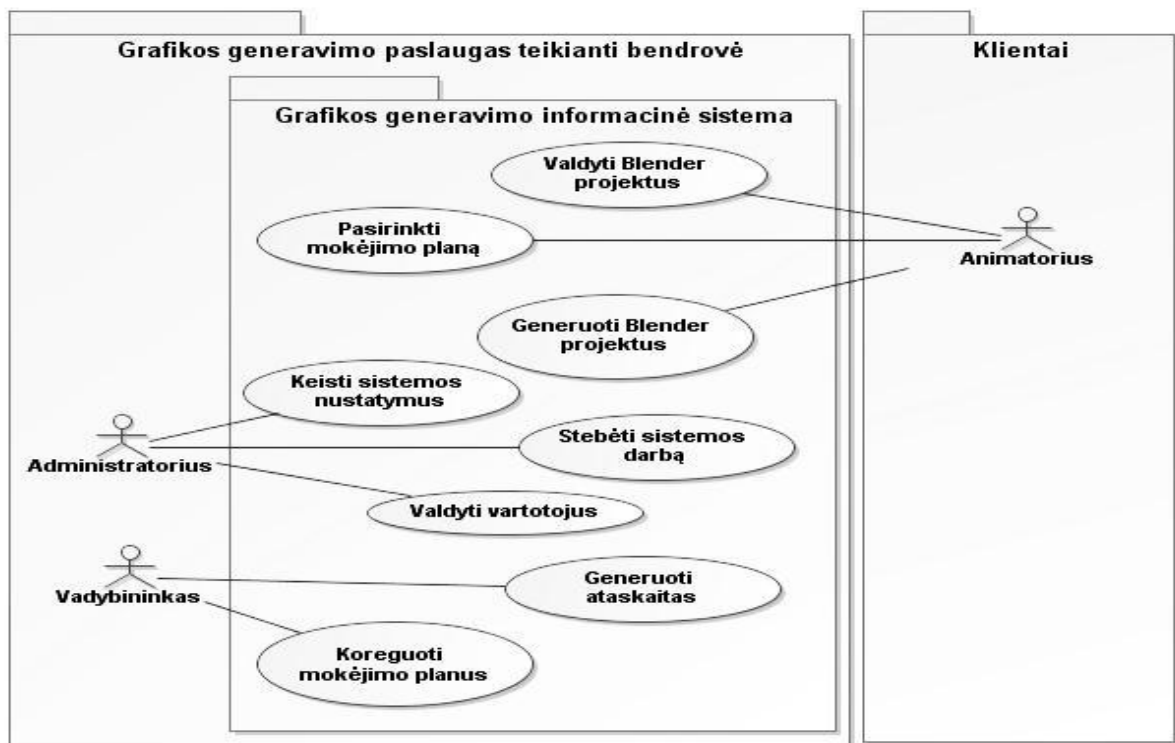 Grafikos generavimo paslaugas teikianti bendrovė
Klientai
Grafikos generavimo informacinė sistema
Valdyti Blender
projektus
Pasirinkti
mokėjimo planą
Animatorius
Generuoti Blender
projektus
Keisti sistemos
nustatymus
Stebėti sistemos
darbą
Administratorius
Valdyti vartotojus
Vadybininkas
Generuoti
ataskaitas
Koreguoti
mokėjimo planus